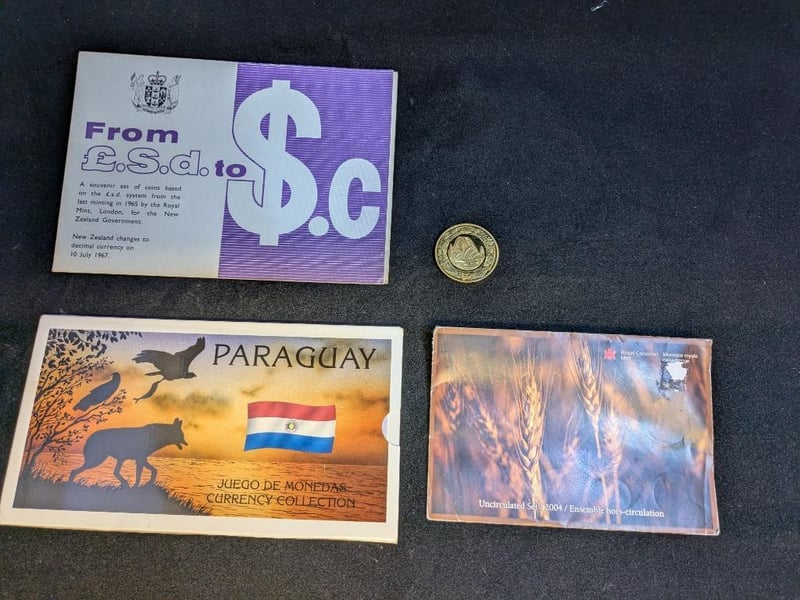 From
£.S.d. to
$.c
A souvenir set of coins based
on the £.s.d. system from the
last minting in 1965 by the Royal
Mint, London, for the New
Zealand Government.
New Zealand changes to
decimal currency on
10 July 1967.
PARAGUAY
JUEGO DE MONEDAS
CURRENCY COLLECTION
Royal Canadian Monnaie royale
Mint canadienne
Uncirculated Set 2004 / Ensemble hors-circulation